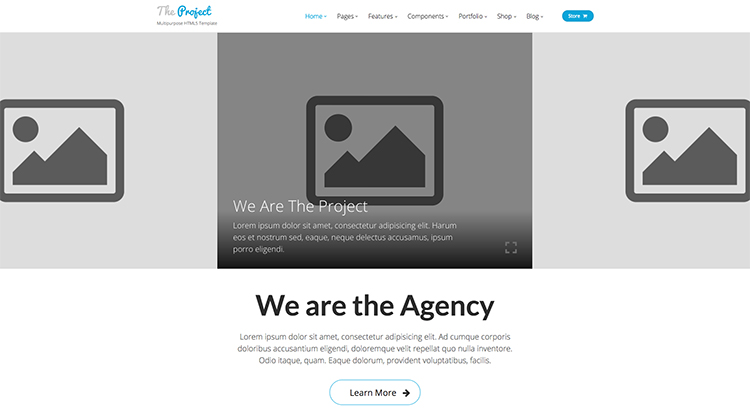 The Project
Multipurpose HTML5 Template
Home
Pages
Features
Components
Portfolio
Shop
Blog
Store
We Are The Project
Lorem ipsum dolor sit amet, consectetur adipisicing elit. Harum
eos et nostrum sed, eaque, neque delectus accusamus, ipsum
porro eligendi.
We are the Agency
Lorem ipsum dolor sit amet, consectetur adipisicing elit. Ad cumque corporis
doloribus accusantium eligendi, doloremque velit repellat quo nulla inventore.
Odio itaque, quam. Eaque dolorum, provident voluptatibus, facilis.
Learn More